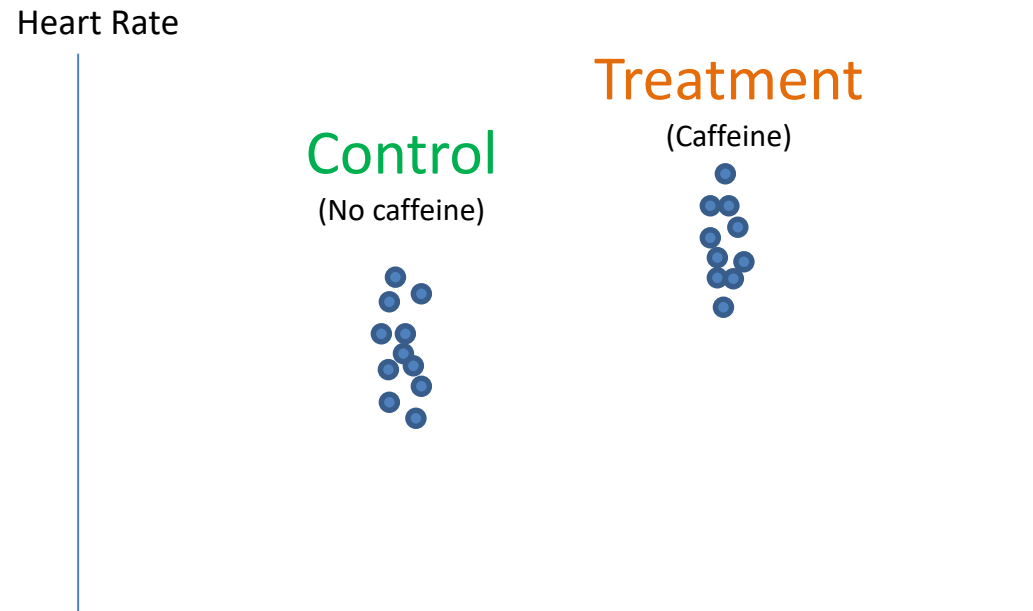 Heart Rate
Treatment
(Caffeine)
Control
(No caffeine)